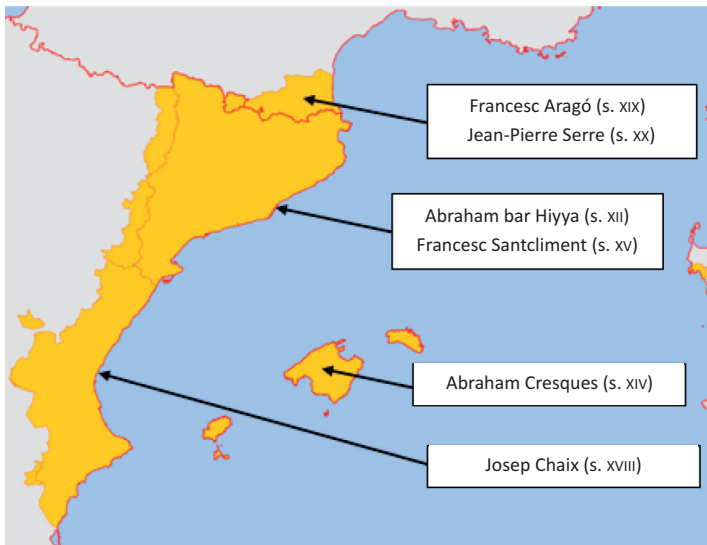 Francesc Aragó (s. XIX)
Jean-Pierre Serre (s. XX)
Abraham bar Hiyya (s. XII)
Francesc Santcliment (s. XV)
Abraham Cresques (s. XIV)
Josep Chaix (s. XVIII)